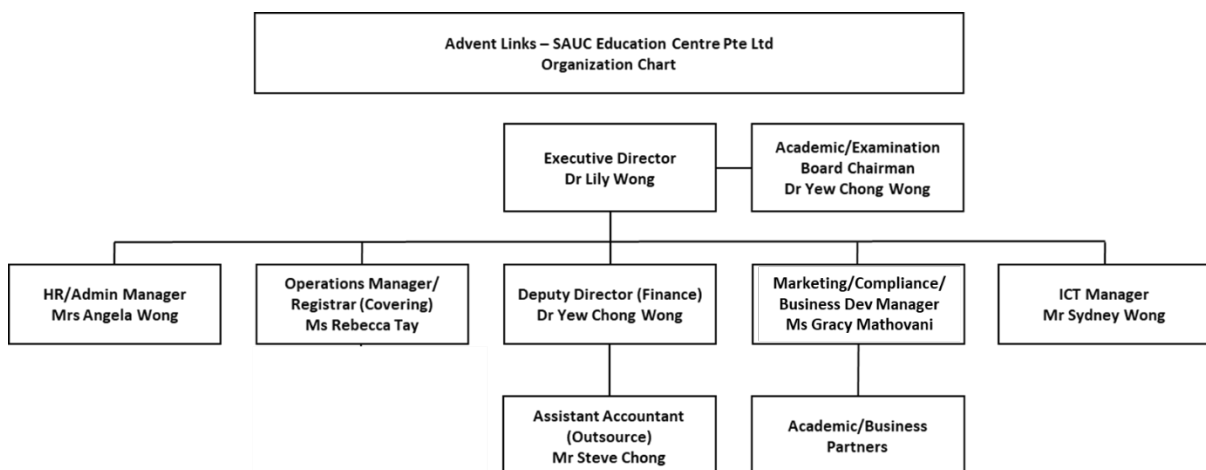 Advent Links – SAUC Education Centre Pte Ltd
Organization Chart
Executive Director
Dr Lily Wong
Academic/Examination
Board Chairman
Dr Yew Chong Wong
HR/Admin Manager
Mrs Angela Wong
Operations Manager/
Registrar (Covering)
Ms Rebecca Tay
Deputy Director (Finance)
Dr Yew Chong Wong
Marketing/Compliance/
Business Dev Manager
Ms Gracy Mathovani
ICT Manager
Mr Sydney Wong
Assistant Accountant
(Outsource)
Mr Steve Chong
Academic/Business
Partners